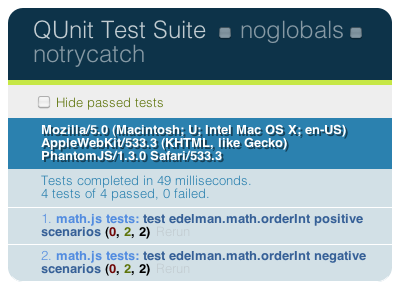 QUnit Test Suite noglobals
notrycatch
Hide passed tests
Mozilla/5.0 (Macintosh; U; Intel Mac OS X; en-US)
AppleWebKit/533.3 (KHTML, like Gecko)
PhantomJS/1.3.0 Safari/533.3
Tests completed in 49 milliseconds.
4 tests of 4 passed, 0 failed.
1. math.js tests: test edelman.math.orderInt positive
scenarios (0, 2, 2) Rerun
2. math.js tests: test edelman.math.orderInt negative
scenarios (0, 2, 2) Rerun